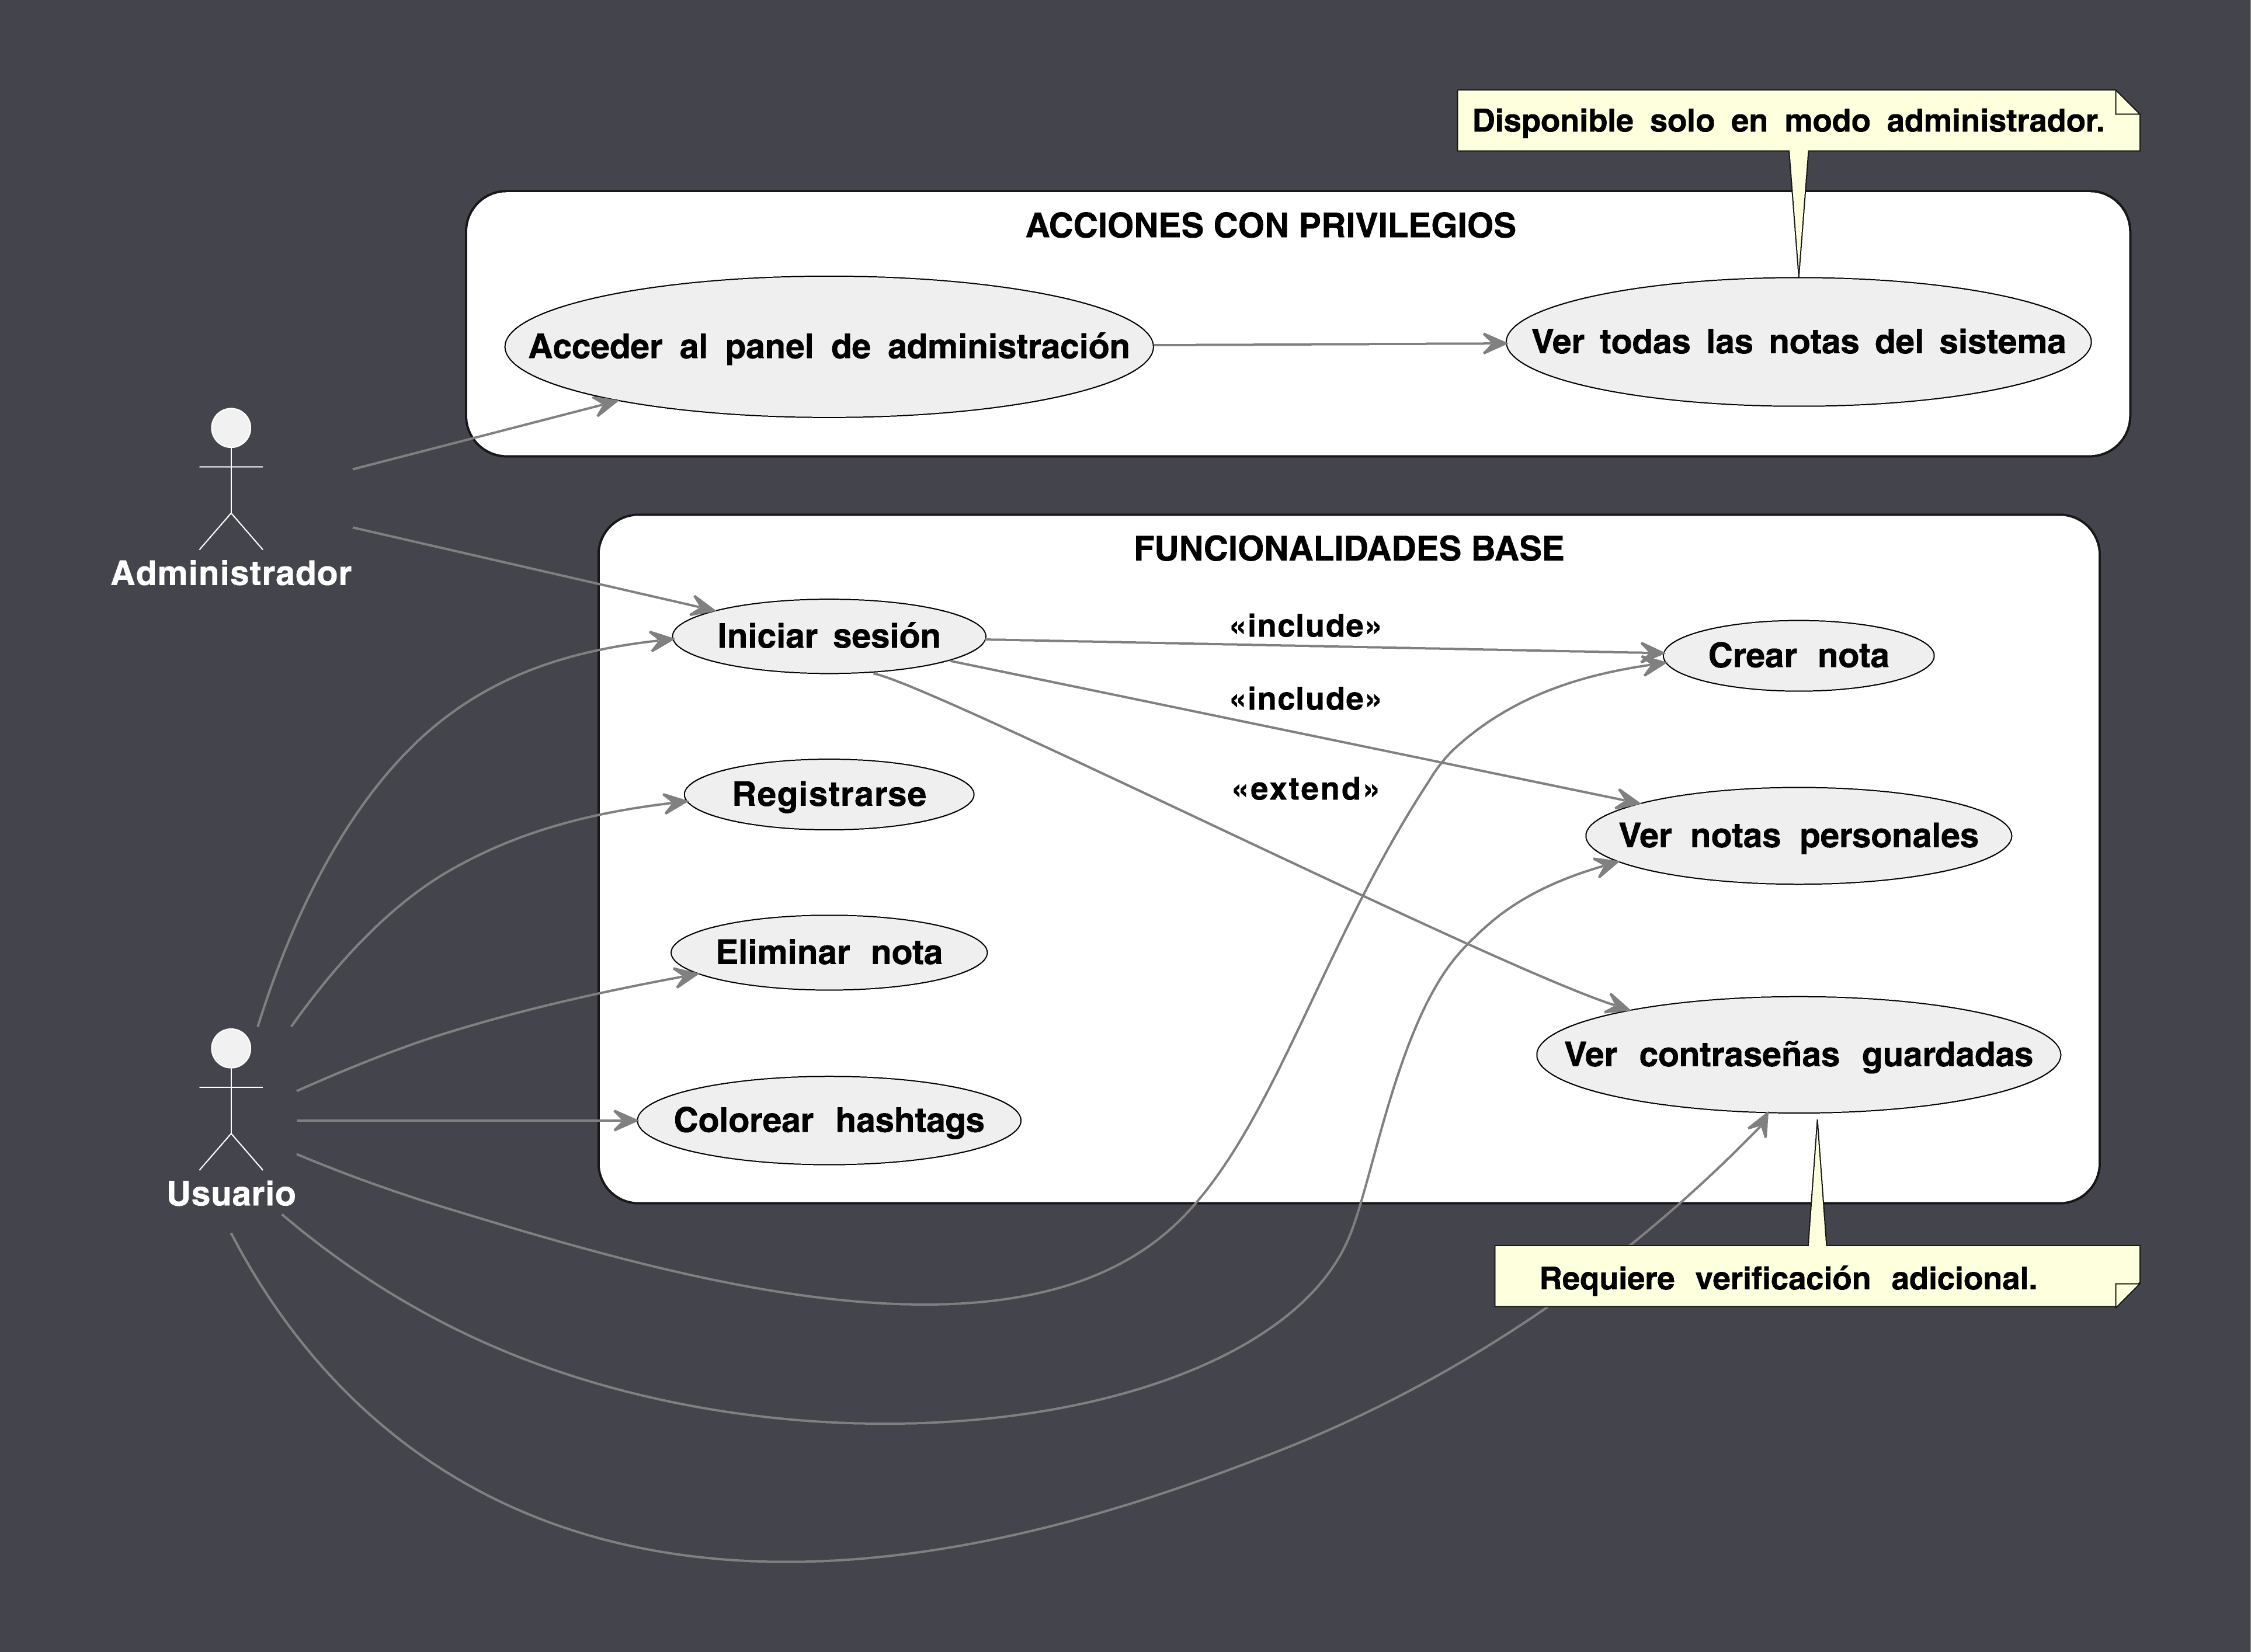 Disponible solo en modo administrador.
ACCIONES CON PRIVILEGIOS
Acceder al panel de administración
Ver todas las notas del sistema
Administrador
FUNCIONALIDADES BASE
Iniciar sesión
«include»
Crear nota
«include»
Registrarse
«extend»
Ver notas personales
Eliminar nota
Ver contraseñas guardadas
Colorear hashtags
Usuario
Requiere verificación adicional.